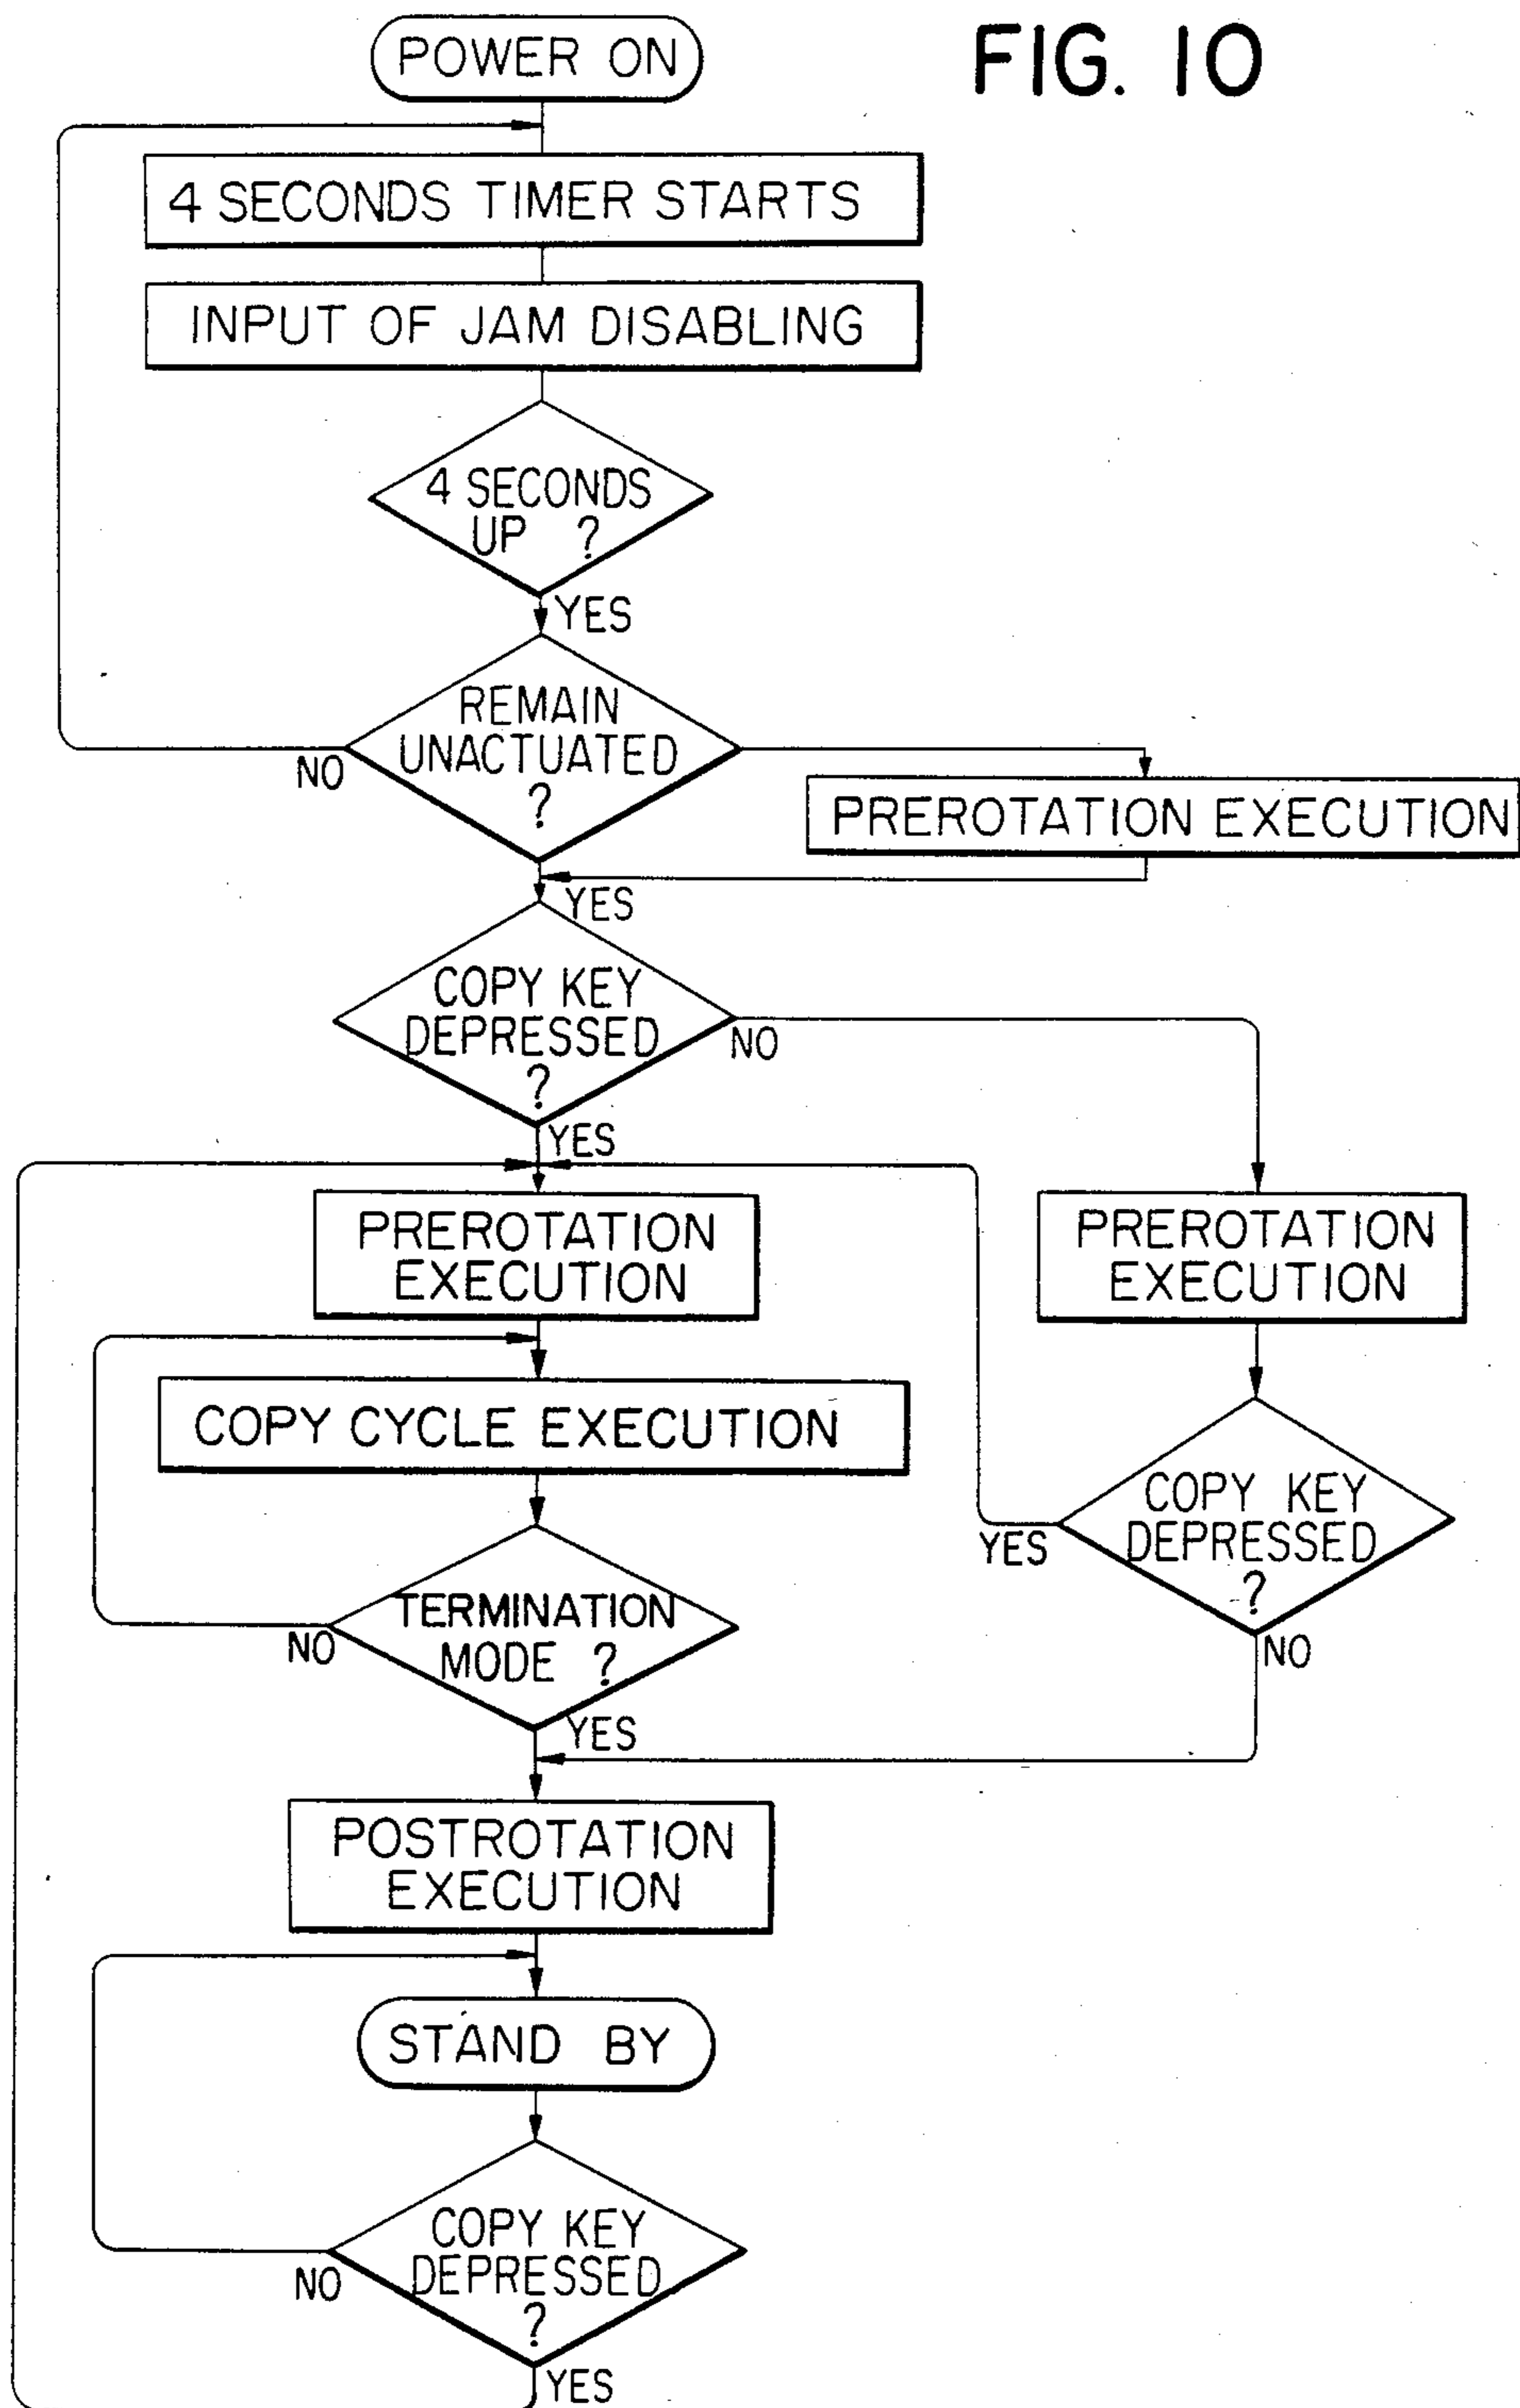 FIG. 10
POWER ON
4 SECONDS TIMER STARTS
INPUT OF JAM DISABLING
4 SECONDS
UP ?
YES
REMAIN
UNACTUATED
?
NO
PREROTATION EXECUTION
YES
COPY KEY
DEPRESSED
?
NO
YES
PREROTATION
EXECUTION
PREROTATION
EXECUTION
COPY CYCLE EXECUTION
COPY KEY
DEPRESSED
?
YES
NO
TERMINATION
MODE ?
NO
YES
POSTROTATION
EXECUTION
STAND BY
COPY KEY
DEPRESSED
?
NO
YES